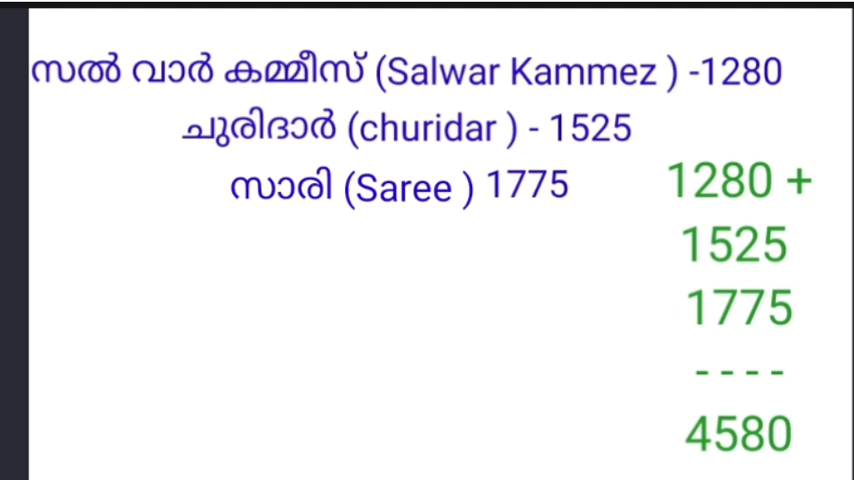 സൽ വാർ കമ്മീസ് (Salwar Kammez ) -1280
ചുരിദാർ (churidar ) - 1525
സാരി (Saree ) 1775
1280 +
1525
1775
- - - -
4580